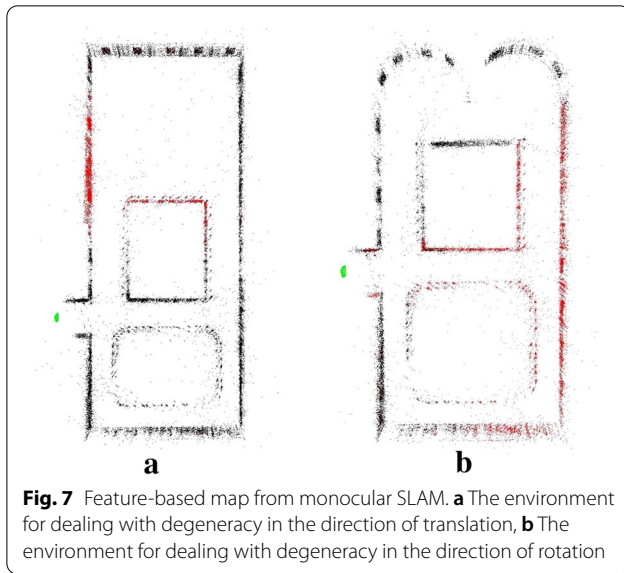 a
b
Fig. 7 Feature-based map from monocular SLAM. a The environment
for dealing with degeneracy in the direction of translation, b The
environment for dealing with degeneracy in the direction of rotation